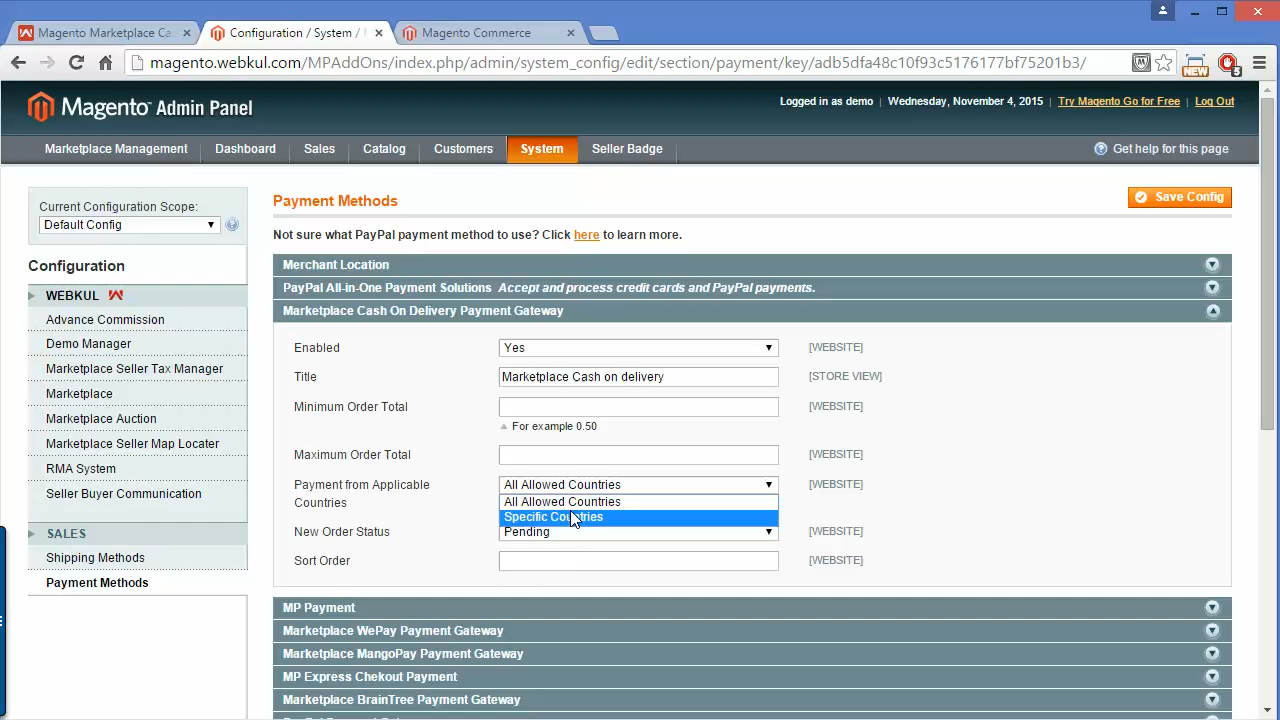 Magento Marketplace Ca
Configuration / System /
Magento Commerce
magento.webkul.com/MPAddOns/index.php/admin/system_config/edit/section/payment/key/adb5dfa48c10f93c5176177bf75201b3/
NEW
5
Magento Admin Panel
Logged in as demo | Wednesday, November 4, 2015 | Try Magento Go for Free | Log Out
Marketplace Management Dashboard Sales Catalog Customers System Seller Badge
Get help for this page
Current Configuration Scope:
Default Config
Configuration
WEBKUL
Advance Commission
Demo Manager
Marketplace Seller Tax Manager
Marketplace
Marketplace Auction
Marketplace Seller Map Locater
RMA System
Seller Buyer Communication
SALES
Shipping Methods
Payment Methods
Payment Methods
Save Config
Not sure what PayPal payment method to use? Click here to learn more.
Merchant Location
PayPal All-in-One Payment Solutions Accept and process credit cards and PayPal payments.
Marketplace Cash On Delivery Payment Gateway
Enabled Yes [WEBSITE]
Title Marketplace Cash on delivery [STORE VIEW]
Minimum Order Total [WEBSITE]
For example 0.50
Maximum Order Total [WEBSITE]
Payment from Applicable All Allowed Countries [WEBSITE]
Countries All Allowed Countries
Specific Countries
New Order Status Pending [WEBSITE]
Sort Order [WEBSITE]
MP Payment
Marketplace WePay Payment Gateway
Marketplace MangoPay Payment Gateway
MP Express Chekout Payment
Marketplace BrainTree Payment Gateway